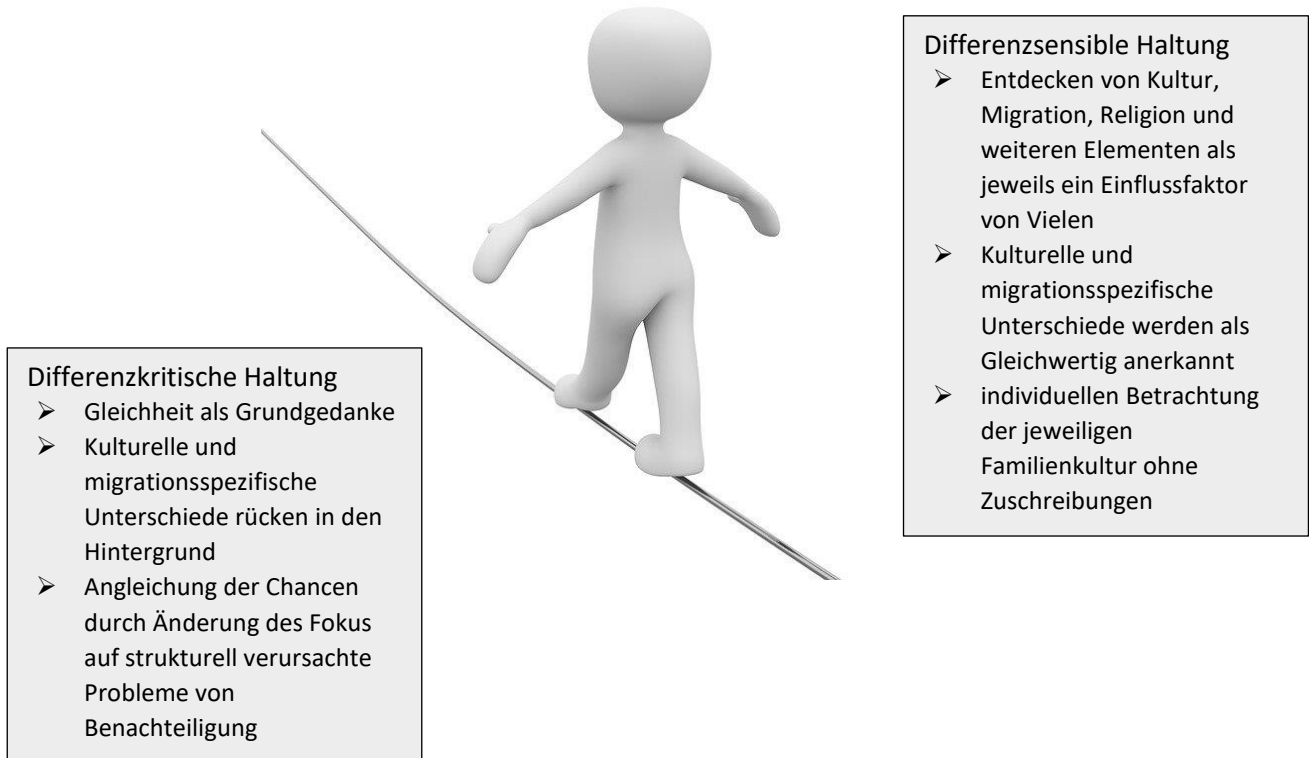 Differenzsensible Haltung
➢ Entdecken von Kultur,
Migration, Religion und
weiteren Elementen als
jeweils ein Einflussfaktor
von Vielen
➢ Kulturelle und
migrationsspezifische
Unterschiede werden als
Gleichwertig anerkannt
➢ individuellen Betrachtung
der jeweiligen
Familienkultur ohne
Zuschreibungen
Differenzkritische Haltung
➢ Gleichheit als Grundgedanke
➢ Kulturelle und
migrationsspezifische
Unterschiede rücken in den
Hintergrund
➢ Angleichung der Chancen
durch Änderung des Fokus
auf strukturell verursachte
Probleme von
Benachteiligung